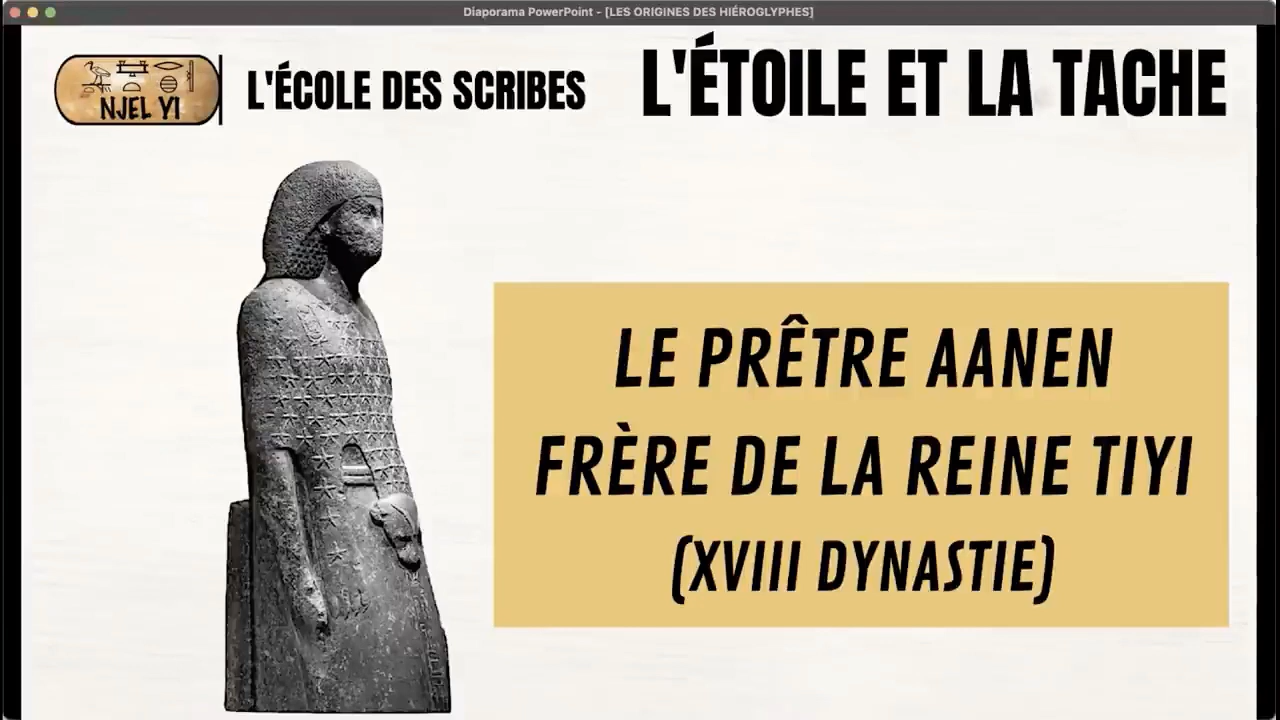 Diaporama PowerPoint - [LES ORIGINES DES HIÉROGLYPHES]
NJEL YI
L'ÉCOLE DES SCRIBES
L'ÉTOILE ET LA TACHE
LE PRÊTRE AANEN
FRÈRE DE LA REINE TIYI
(XVIII DYNASTIE)